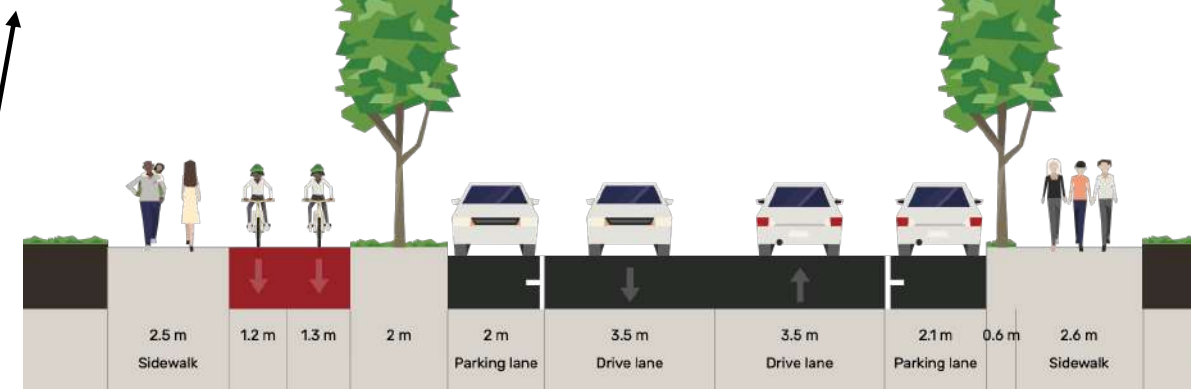 2.5 m
Sidewalk
1.2 m
1.3 m
2 m
2 m
Parking lane
3.5 m
Drive lane
3.5 m
Drive lane
2.1 m
Parking lane
0.6 m
2.6 m
Sidewalk